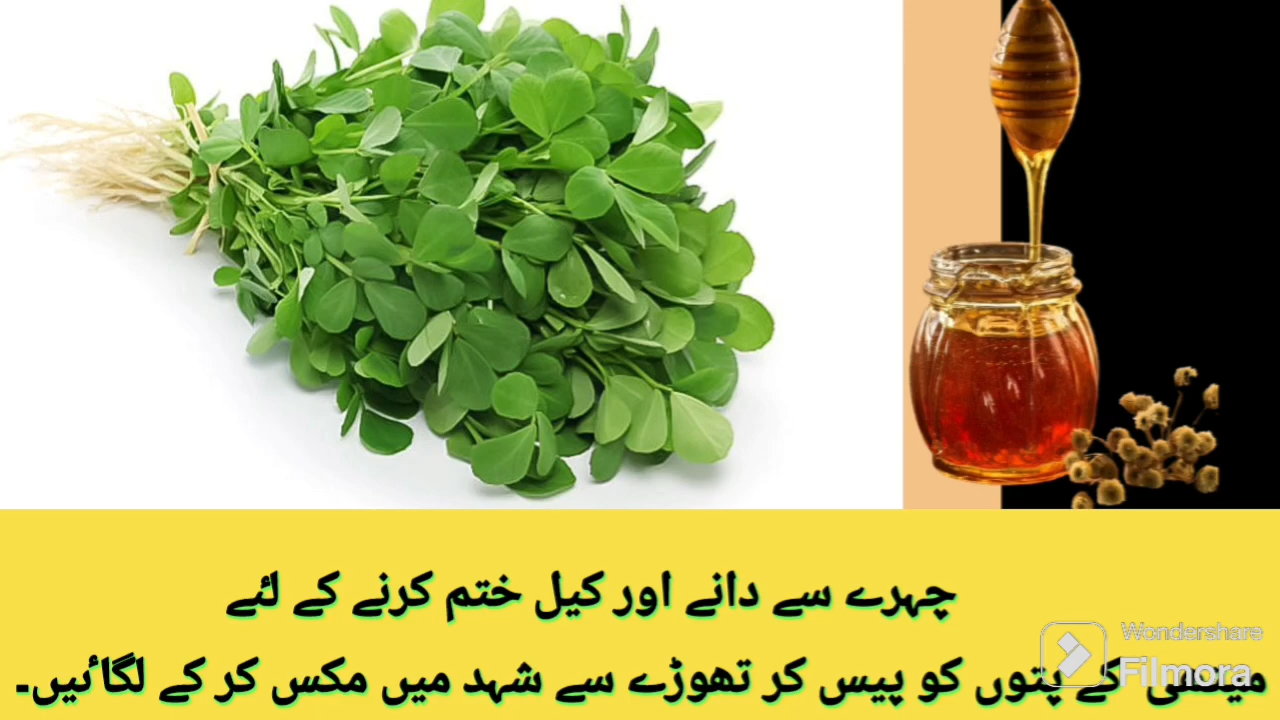 چہرے سے دانے اور کیل ختم کرنے کے لئے
میتھی کے پتوں کو پیس کر تھوڑے سے شہد میں مکس کر کے لگائیں۔
Wondershare
Filmora